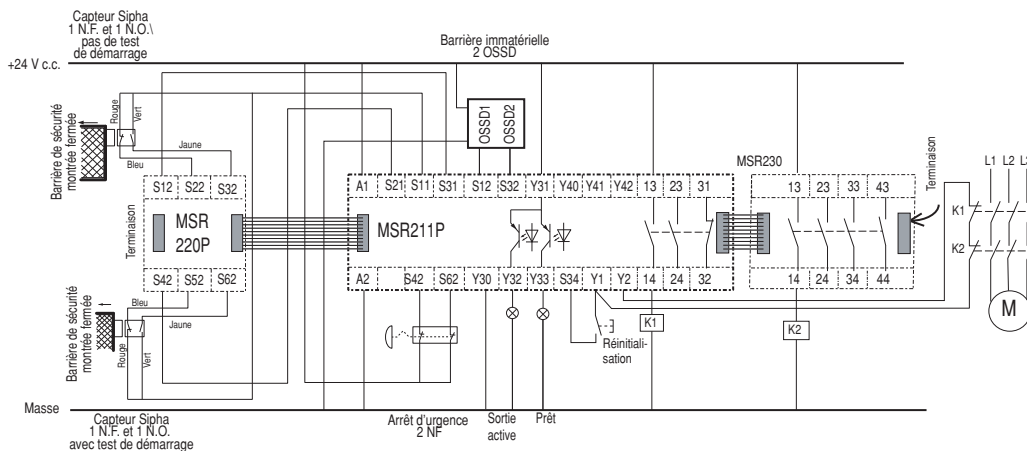 Capteur Sipha
1 N.F. et 1 N.O.\
pas de test
de démarrage
Barrière immatérielle
2 OSSD
+24 V c.c.
Barrière de sécurité
montrée fermée
Rouge
Vert
Jaune
Bleu
OSSD1
OSSD2
MSR230
Terminaison
L1 L2 L3
S12 S22 S32
A1 S21 S11 S31 S12 S32 Y31 Y40 Y41 Y42 13 23 31
13 23 33 43
Terminaison
MSR
220P
MSR211P
K1
K2
S42 S52 S62
A2 S42 S62 Y30 Y32 Y33 S34 Y1 Y2 14 24 32
14 24 34 44
Barrière de sécurité
montrée fermée
Bleu
Jaune
Rouge
Vert
K1
K2
M
Réinitiali-
sation
Masse
Capteur Sipha
1 N.F. et 1 N.O.
avec test de démarrage
Arrêt d'urgence
2 NF
Sortie
active
Prêt